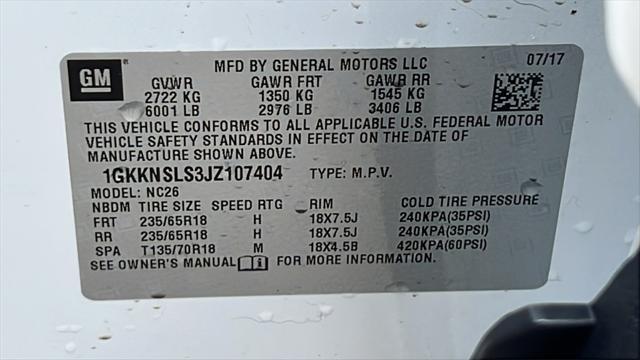 GM MFD BY GENERAL MOTORS LLC 07/17
GVWR GAWR FRT GAWR RR
2722 KG 1350 KG 1545 KG
6001 LB 2976 LB 3406 LB
THIS VEHICLE CONFORMS TO ALL APPLICABLE U.S. FEDERAL MOTOR
VEHICLE SAFETY STANDARDS IN EFFECT ON THE DATE OF
MANUFACTURE SHOWN ABOVE.
1GKKNSLS3JZ107404 TYPE: M.P.V.
MODEL: NC26
NBDM TIRE SIZE SPEED RTG RIM COLD TIRE PRESSURE
FRT 235/65R18 H 18X7.5J 240KPA(35PSI)
RR 235/65R18 H 18X7.5J 240KPA(35PSI)
SPA T135/70R18 M 18X4.5B 420KPA(60PSI)
SEE OWNER'S MANUAL FOR MORE INFORMATION.